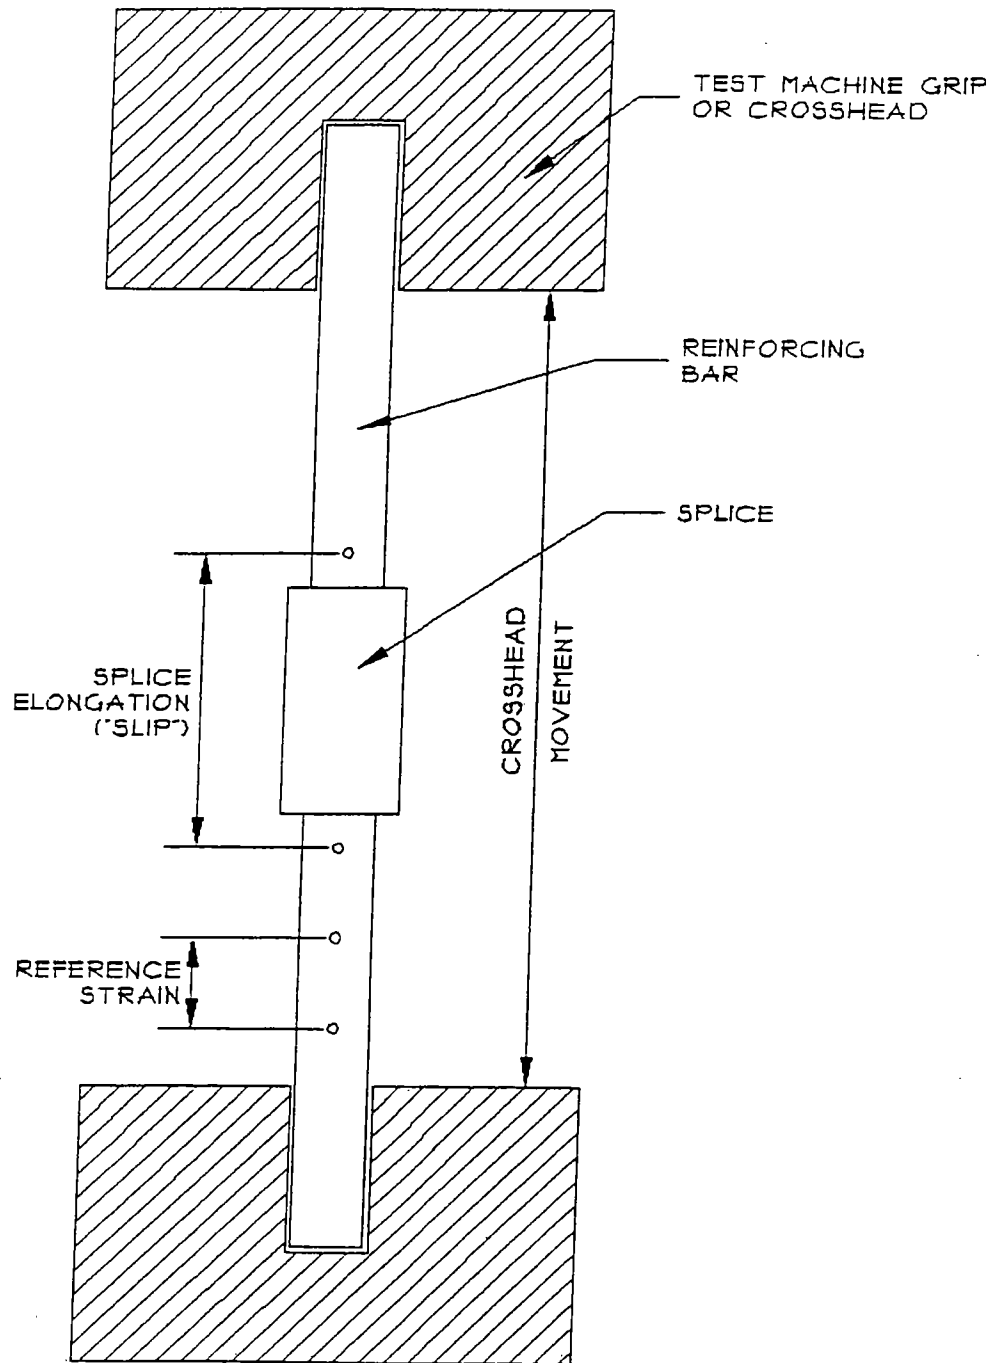 TEST MACHINE GRIP
OR CROSSHEAD
REINFORCING
BAR
SPLICE
SPLICE
ELONGATION
("SLIP")
CROSSHEAD
MOVEMENT
REFERENCE
STRAIN